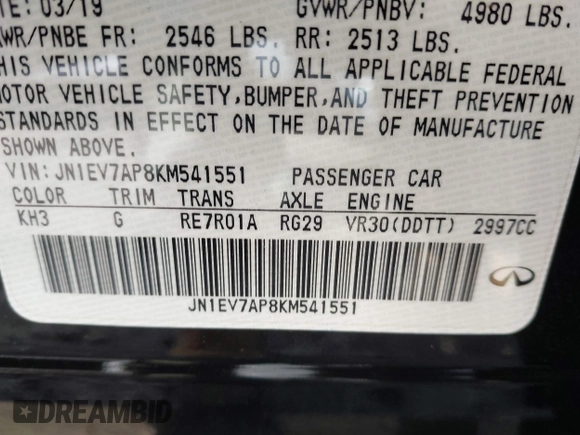 TE: 03/19 GVWR/PNBV: 4980 LBS.
WR/PNBE FR: 2546 LBS. RR: 2513 LBS.
HIS VEHICLE CONFORMS TO ALL APPLICABLE FEDERAL
OTOR VEHICLE SAFETY,BUMPER,AND THEFT PREVENTION
STANDARDS IN EFFECT ON THE DATE OF MANUFACTURE
SHOWN ABOVE.
VIN: JN1EV7AP8KM541551 PASSENGER CAR
COLOR TRIM TRANS AXLE ENGINE
KH3 G RE7R01A RG29 VR30(DDTT) 2997CC
JN1EV7AP8KM541551
DREAMBID